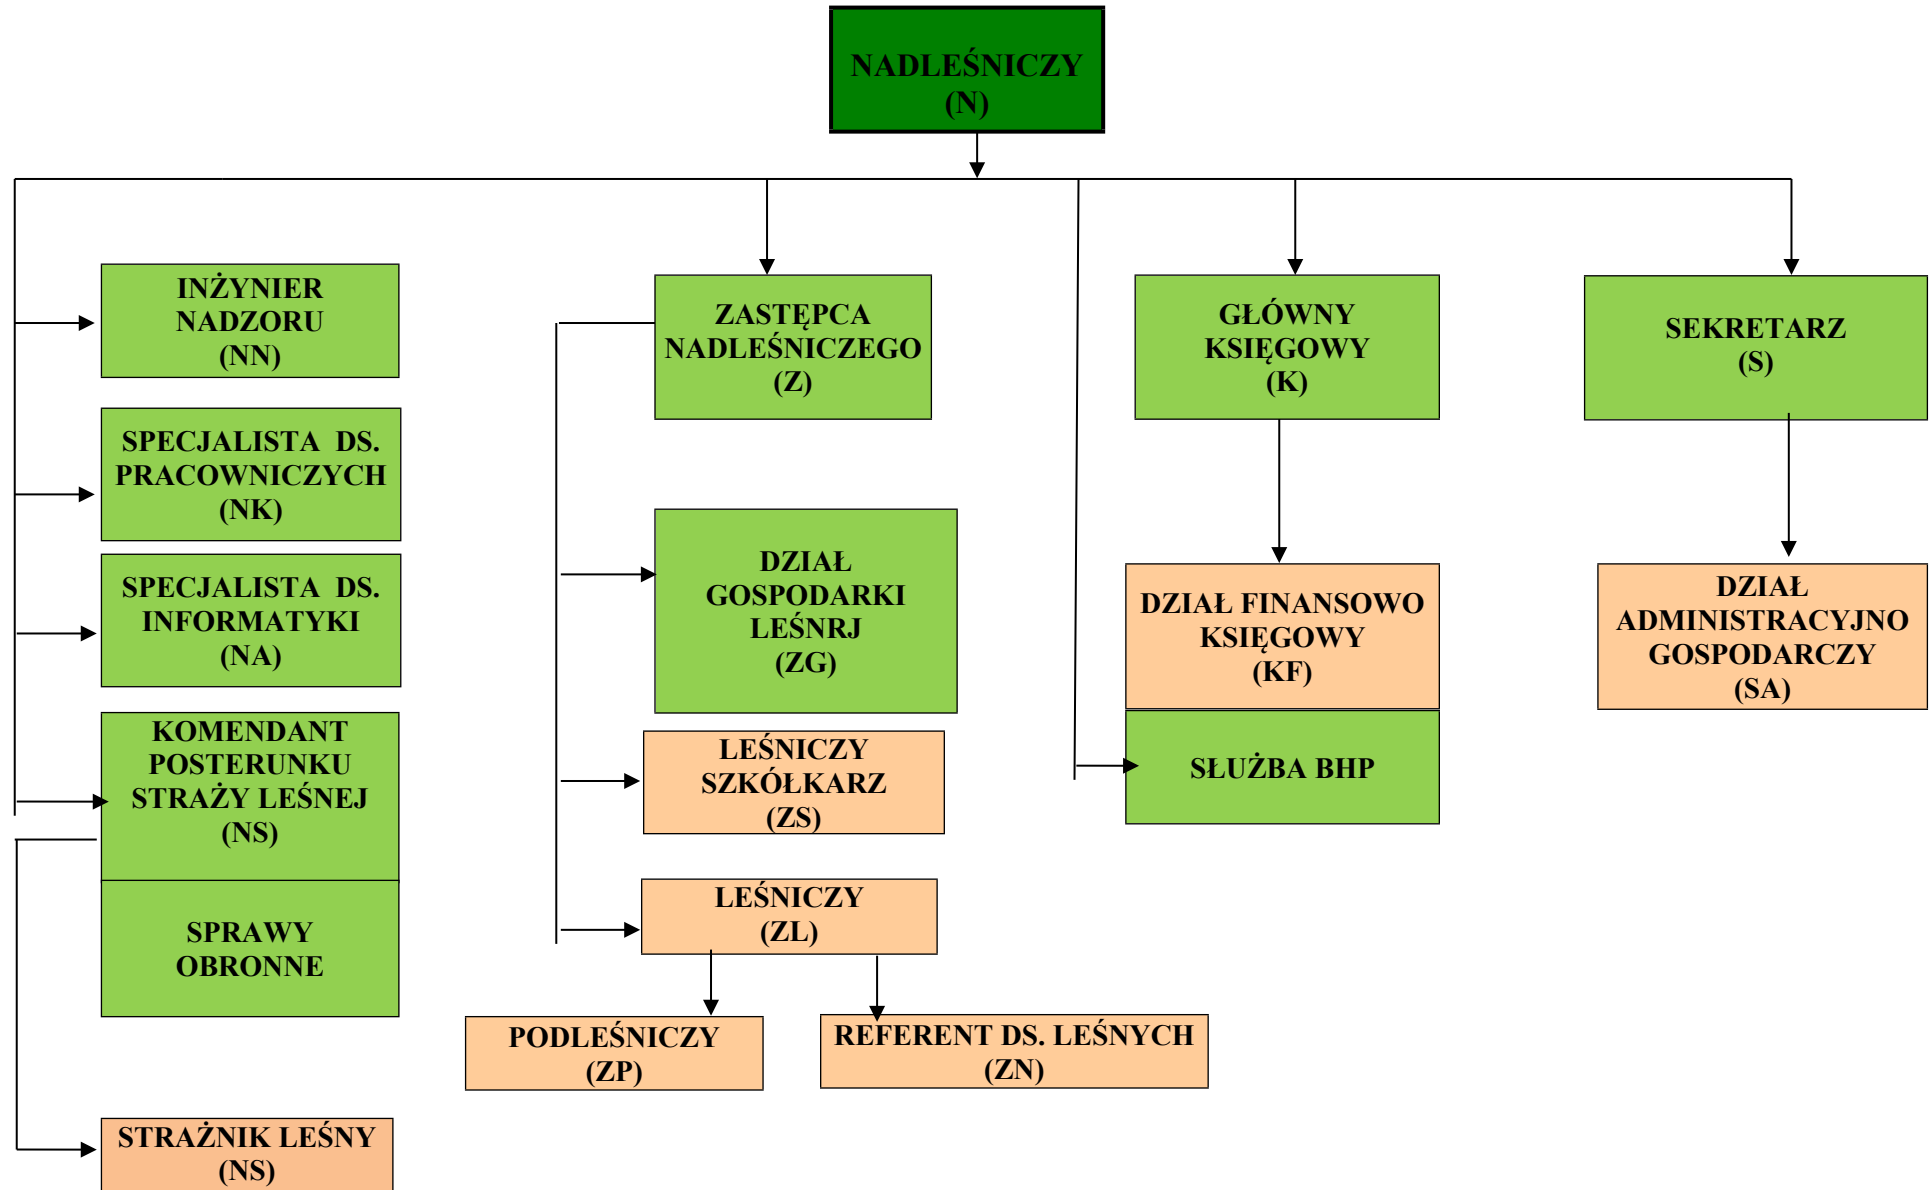 NADLEŚNICZY
(N)
INŻYNIER
NADZORU
(NN)
SPECJALISTA DS.
PRACOWNICZYCH
(NK)
SPECJALISTA DS.
INFORMATYKI
(NA)
KOMENDANT
POSTERUNKU
STRAŻY LEŚNEJ
(NS)
SPRAWY
OBRONNE
STRAŻNIK LEŚNY
(NS)
ZASTĘPCA
NADLEŚNICZEGO
(Z)
DZIAŁ
GOSPODARKI
LEŚNRJ
(ZG)
LEŚNICZY
SZKÓŁKARZ
(ZS)
LEŚNICZY
(ZL)
PODLEŚNICZY
(ZP)
REFERENT DS. LEŚNYCH
(ZN)
GŁÓWNY
KSIĘGOWY
(K)
DZIAŁ FINANSOWO
KSIĘGOWY
(KF)
SŁUŻBA BHP
SEKRETARZ
(S)
DZIAŁ
ADMINISTRACYJNO
GOSPODARCZY
(SA)